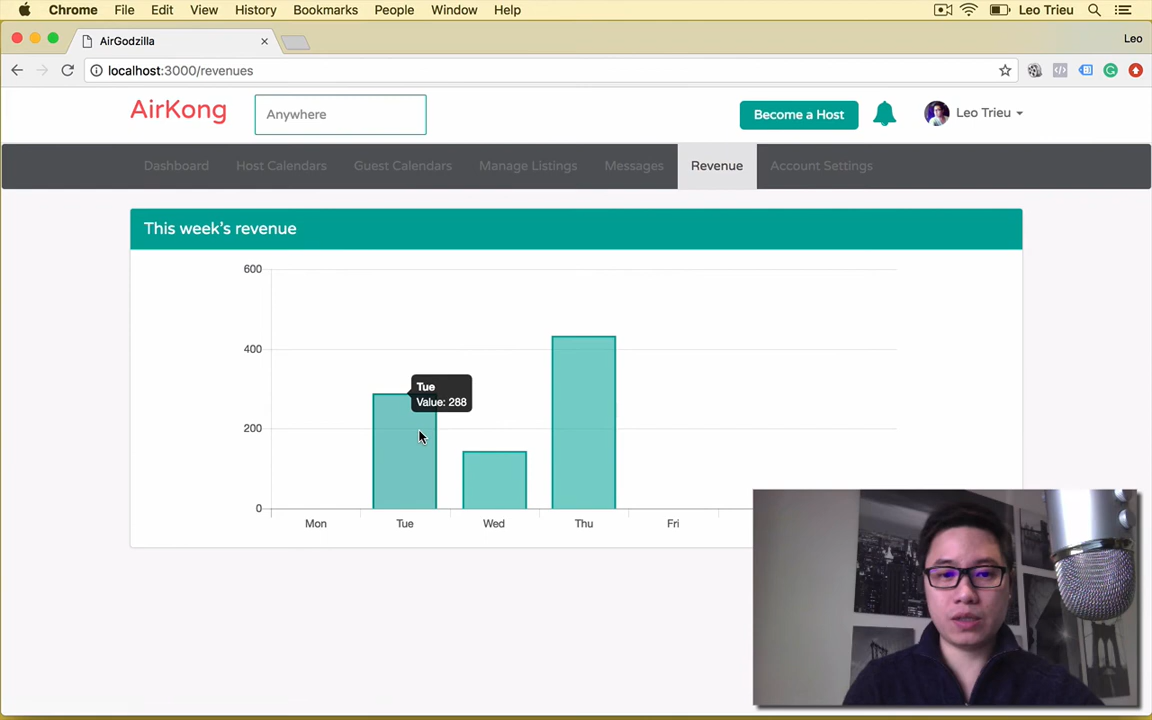 Chrome File Edit View History Bookmarks People Window Help Leo Trieu
AirGodzilla Leo
localhost:3000/revenues
AirKong Anywhere Become a Host Leo Trieu
Dashboard Host Calendars Guest Calendars Manage Listings Messages Revenue Account Settings
This week's revenue
600
400
Tue
Value: 288
200
0
Mon Tue Wed Thu Fri